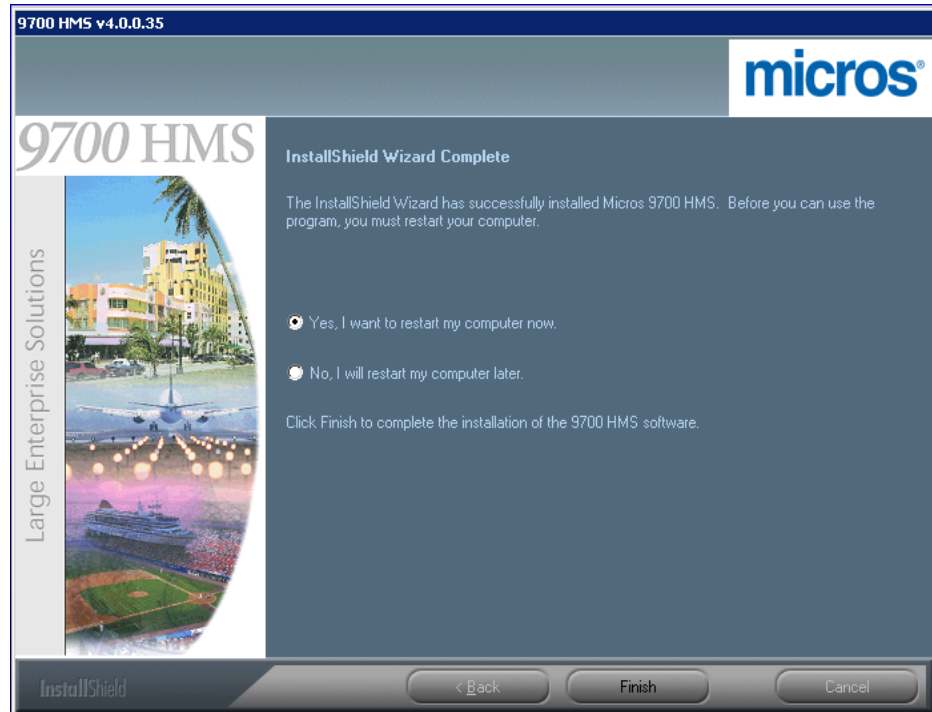 9700 HMS v4.0.0.35
micros®
9700 HMS
Large Enterprise Solutions
InstallShield Wizard Complete
The InstallShield Wizard has successfully installed Micros 9700 HMS. Before you can use the
program, you must restart your computer.
Yes, I want to restart my computer now.
No, I will restart my computer later.
Click Finish to complete the installation of the 9700 HMS software.
InstallShield
< Back
Finish
Cancel